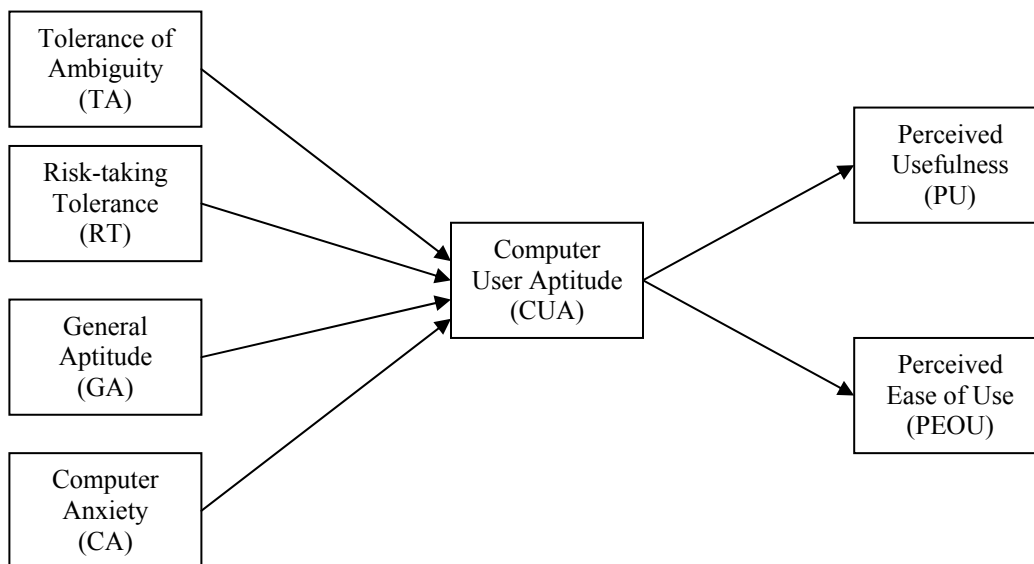 Tolerance of
Ambiguity
(TA)
Risk-taking
Tolerance
(RT)
General
Aptitude
(GA)
Computer
Anxiety
(CA)
Computer
User Aptitude
(CUA)
Perceived
Usefulness
(PU)
Perceived
Ease of Use
(PEOU)